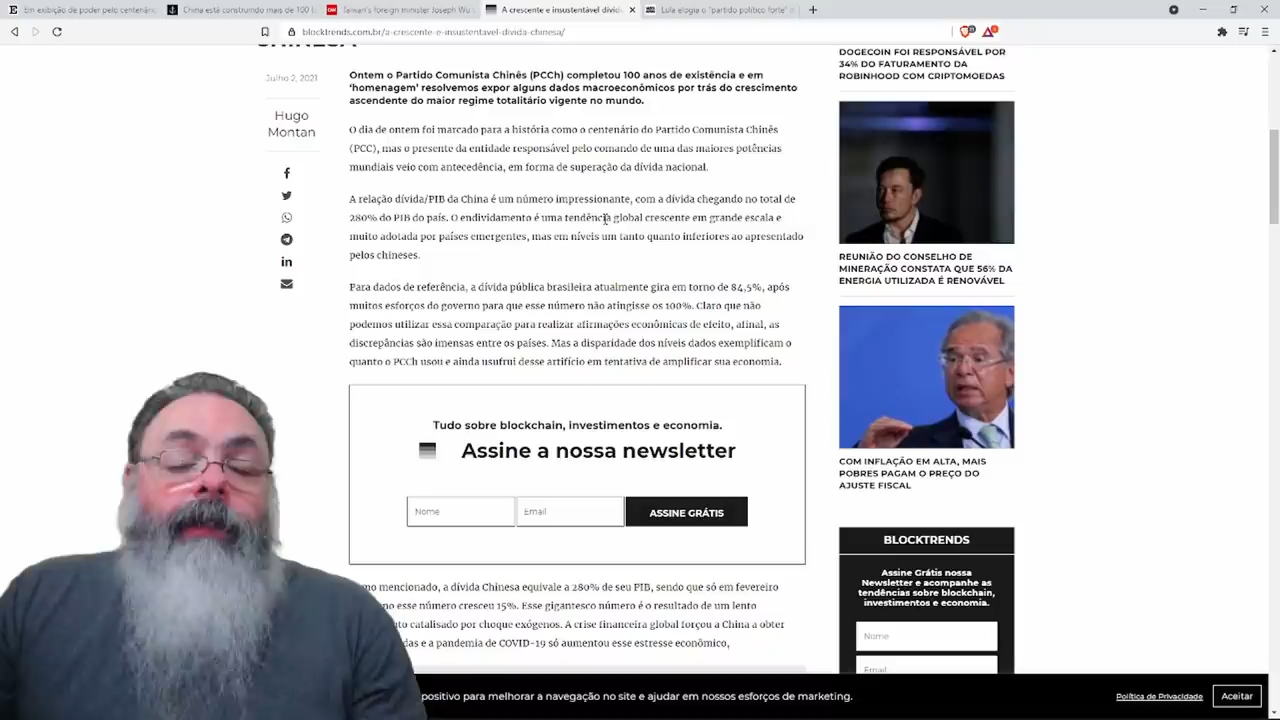 Em exibição de poder pelo centená
China está construindo mais de 100 l
Taiwan's foreign minister Joseph Wu
A crescente e insustentável dívid
Lula elogia o "partido político forte" d
blocktrends.com.br/a-crescente-e-insustentavel-divida-chinesa/
CHINESA
Julho 2, 2021
Hugo
Montan
Ontem o Partido Comunista Chinês (PCCh) completou 100 anos de existência e em
'homenagem' resolvemos expor alguns dados macroeconômicos por trás do crescimento
ascendente do maior regime totalitário vigente no mundo.
O dia de ontem foi marcado para a história como o centenário do Partido Comunista Chinês
(PCC), mas o presente da entidade responsável pelo comando de uma das maiores potências
mundiais veio com antecedência, em forma de superação da dívida nacional.
A relação dívida/PIB da China é um número impressionante, com a dívida chegando no total de
280% do PIB do país. O endividamento é uma tendência global crescente em grande escala e
muito adotada por países emergentes, mas em níveis um tanto quanto inferiores ao apresentado
pelos chineses.
Para dados de referência, a dívida pública brasileira atualmente gira em torno de 84,5%, após
muitos esforços do governo para que esse número não atingisse os 100%. Claro que não
podemos utilizar essa comparação para realizar afirmações econômicas de efeito, afinal, as
discrepâncias são imensas entre os países. Mas a disparidade dos níveis dados exemplificam o
quanto o PCCh usou e ainda usufrui desse artifício em tentativa de amplificar sua economia.
Tudo sobre blockchain, investimentos e economia.
Assine a nossa newsletter
Nome
Email
ASSINE GRÁTIS
mo mencionado, a dívida Chinesa equivale a 280% de seu PIB, sendo que só em fevereiro
no esse número cresceu 15%. Esse gigantesco número é o resultado de um lento
nto catalisado por choque exógenos. A crise financeira global forçou a China a obter
das e a pandemia de COVID-19 só aumentou esse estresse econômico,
DOGECOIN FOI RESPONSÁVEL POR
34% DO FATURAMENTO DA
ROBINHOOD COM CRIPTOMOEDAS
REUNIÃO DO CONSELHO DE
MINERAÇÃO CONSTATA QUE 56% DA
ENERGIA UTILIZADA É RENOVÁVEL
COM INFLAÇÃO EM ALTA, MAIS
POBRES PAGAM O PREÇO DO
AJUSTE FISCAL
BLOCKTRENDS
Assine Grátis nossa
Newsletter e acompanhe as
tendências sobre blockchain,
investimentos e economia.
Nome
Email
positivo para melhorar a navegação no site e ajudar em nossos esforços de marketing.
Política de Privacidade
Aceitar